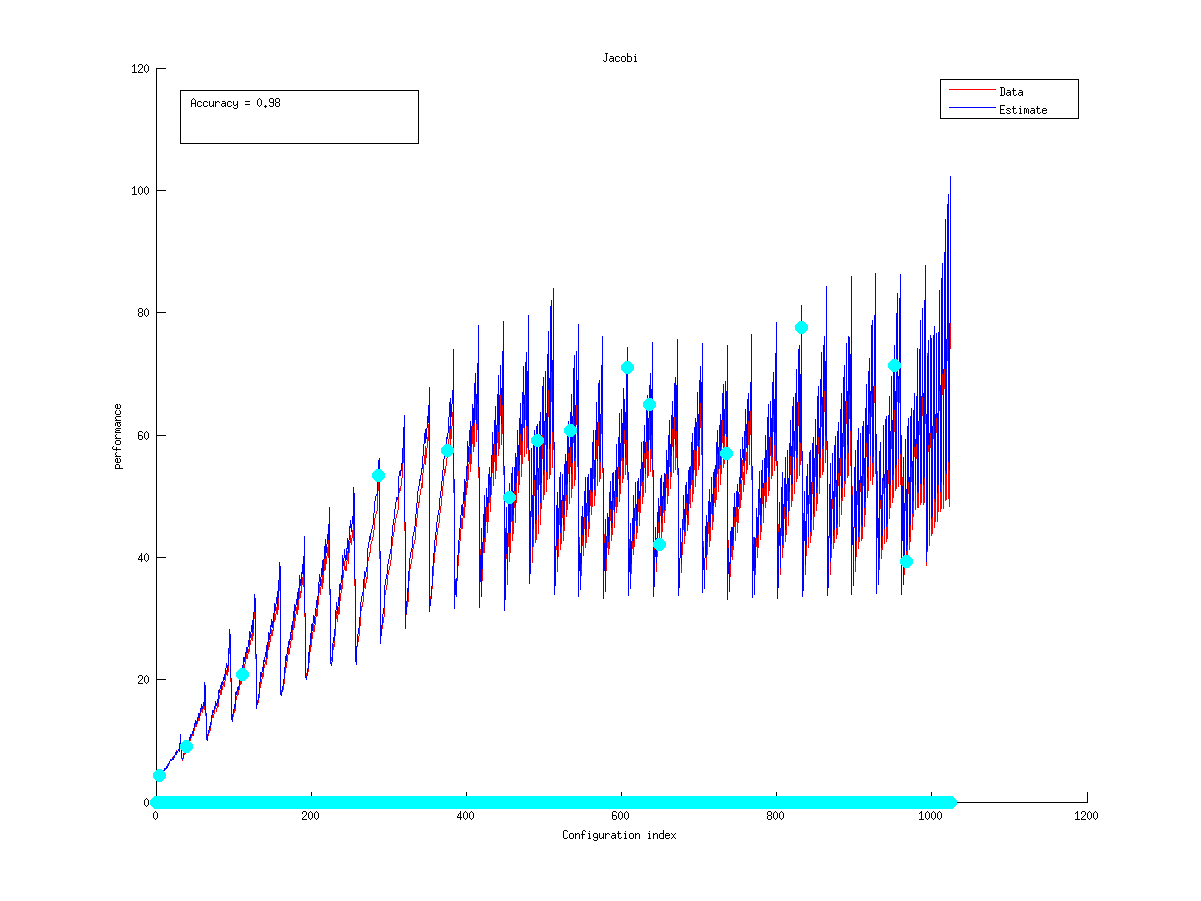 Jacobi
120
Accuracy = 0.98
Data
Estimate
100
80
60
performance
40
20
0
0 200 400 600 800 1000 1200
Configuration index